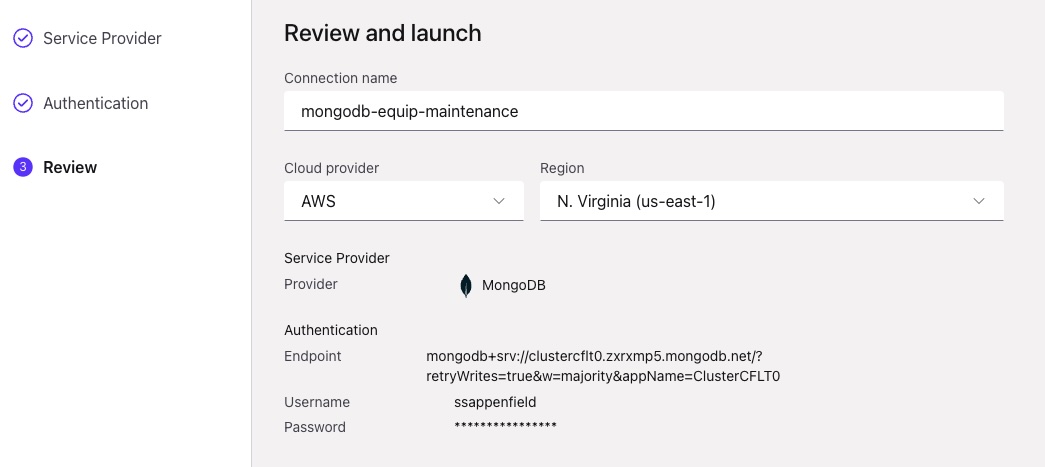 Service Provider
Authentication
3 Review
Review and launch
Connection name
mongodb-equip-maintenance
Cloud provider
Region
AWS
N. Virginia (us-east-1)
Service Provider
Provider
MongoDB
Authentication
Endpoint
mongodb+srv://clustercflt0.zxrxmp5.mongodb.net/?
retryWrites=true&w=majority&appName=ClusterCFLT0
Username
ssappenfield
Password
****************